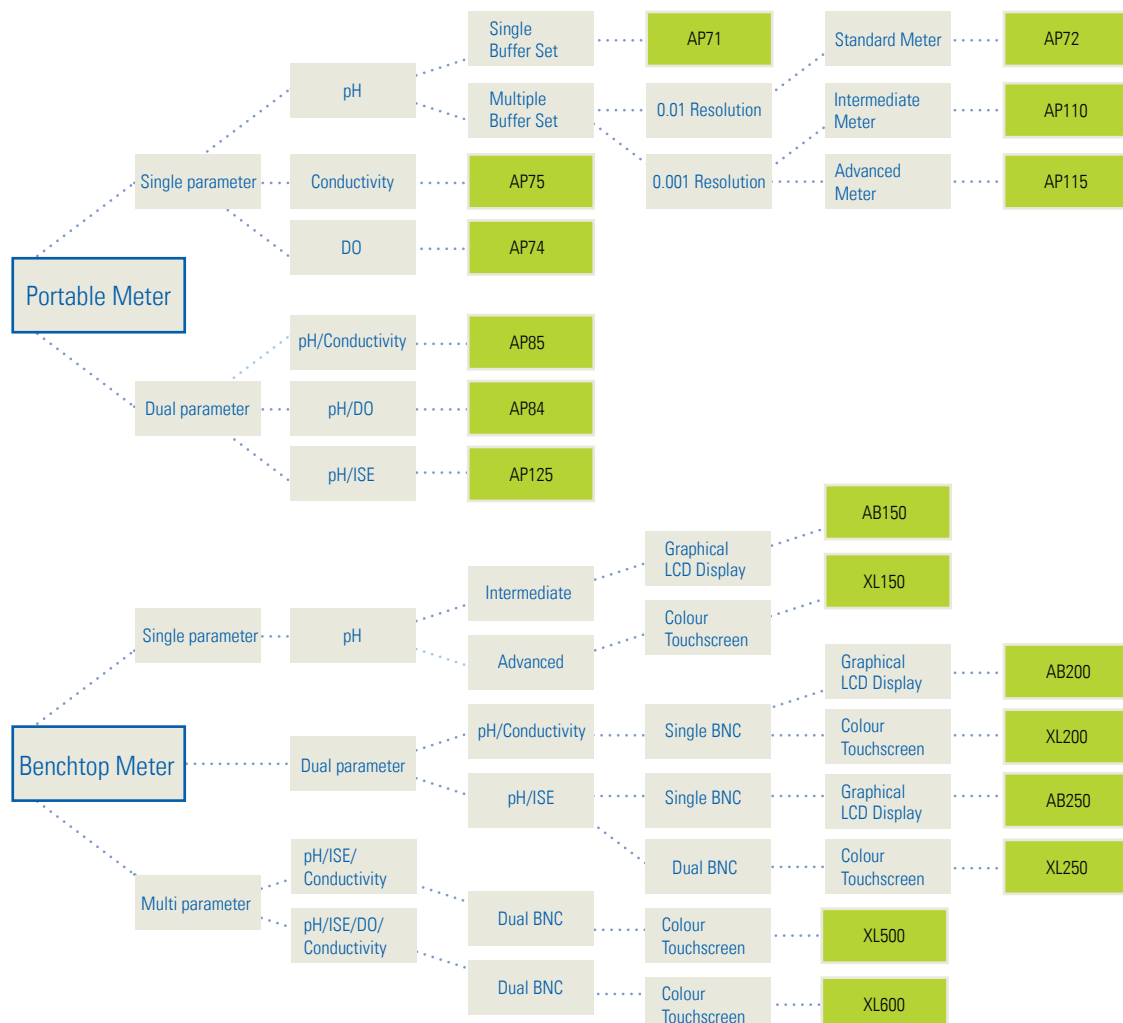 Single
Buffer Set
AP71
Standard Meter
AP72
pH
Multiple
Buffer Set
0.01 Resolution
Intermediate
Meter
AP110
Single parameter
Conductivity
AP75
0.001 Resolution
Advanced
Meter
AP115
DO
AP74
Portable Meter
pH/Conductivity
AP85
Dual parameter
pH/DO
AP84
pH/ISE
AP125
AB150
Graphical
LCD Display
Intermediate
XL150
Single parameter
pH
Colour
Touchscreen
Advanced
Graphical
LCD Display
AB200
pH/Conductivity
Single BNC
Colour
Touchscreen
XL200
Benchtop Meter
Dual parameter
pH/ISE
Single BNC
Graphical
LCD Display
AB250
pH/ISE/
Conductivity
Dual BNC
Colour
Touchscreen
XL250
Multi parameter
pH/ISE/DO/
Conductivity
Dual BNC
Colour
Touchscreen
XL500
Dual BNC
Colour
Touchscreen
XL600